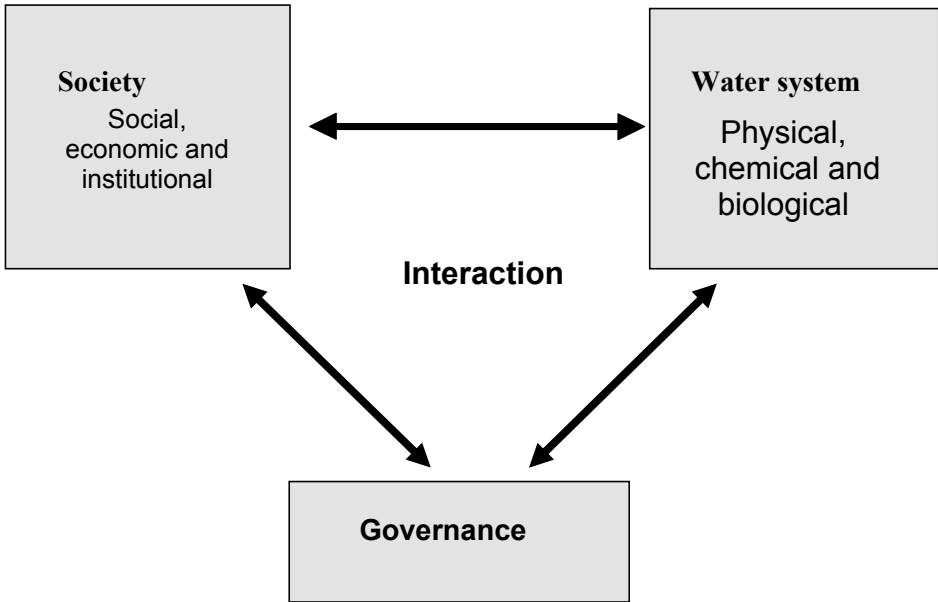 Society
Social,
economic and
institutional
Water system
Physical,
chemical and
biological
Interaction
Governance